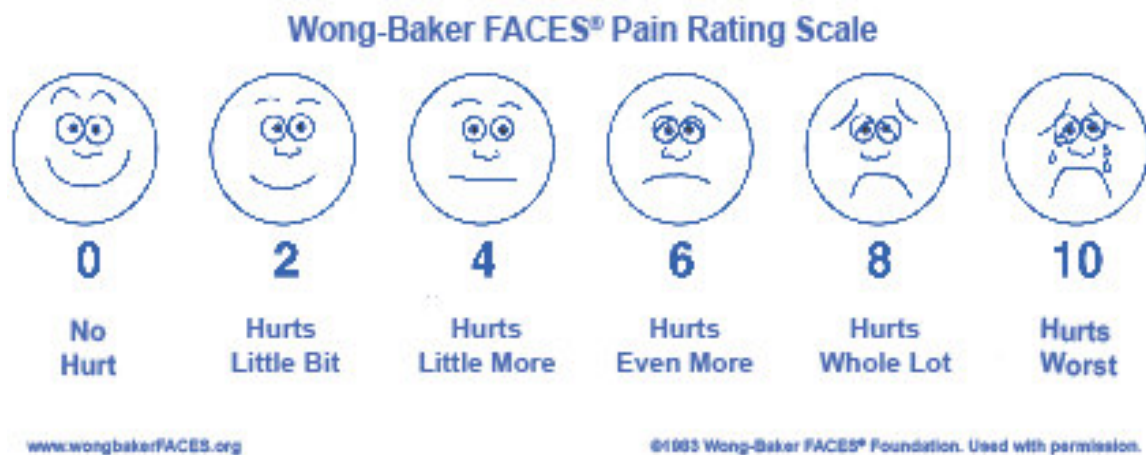 Wong-Baker FACES® Pain Rating Scale
0 2 4 6 8 10
No Hurts Hurts Hurts Hurts Hurts
Hurt Little Bit Little More Even More Whole Lot Worst
www.wongbakerFACES.org ©1983 Wong-Baker FACES® Foundation. Used with permission.